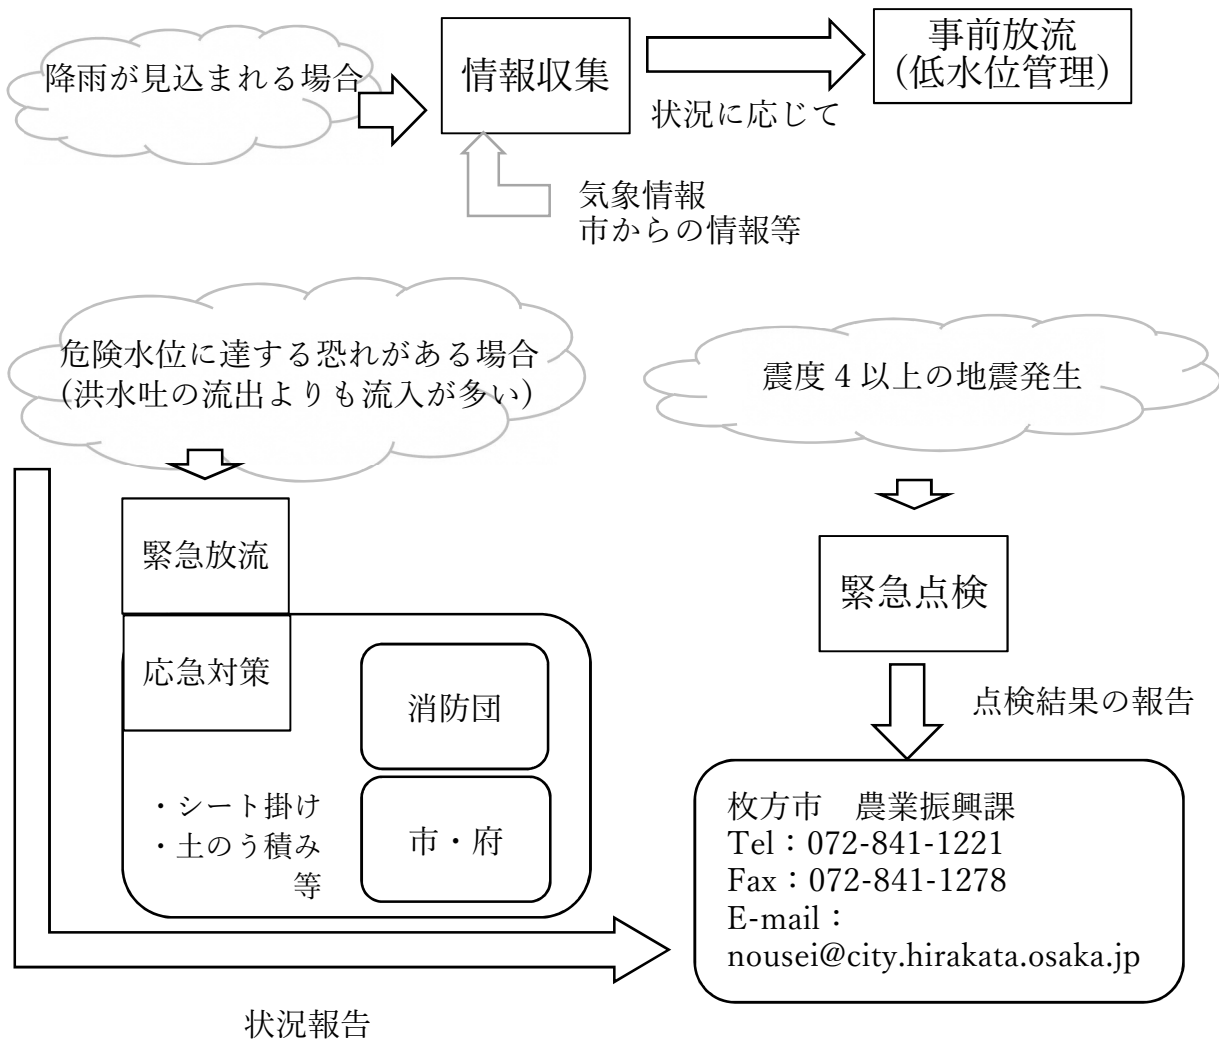 降雨が見込まれる場合
情報収集
状況に応じて
事前放流
(低水位管理)
気象情報
市からの情報等
危険水位に達する恐れがある場合
(洪水吐の流出よりも流入が多い)
緊急放流
応急対策
・シート掛け
・土のう積み
等
消防団
市・府
状況報告
震度４以上の地震発生
緊急点検
点検結果の報告
枚方市　農業振興課
Tel：072-841-1221
Fax：072-841-1278
E-mail：
nousei@city.hirakata.osaka.jp